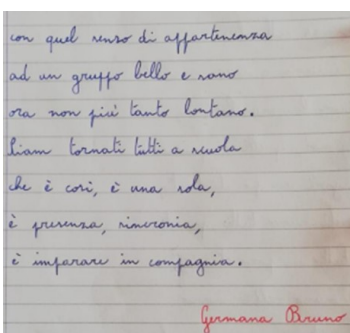 con quel senso di appartenenza
ad un gruppo bello e sano
ora non più tanto lontano.
Siam tornati tutti a scuola
che è così, è una sola,
è presenza, sincronia,
è imparare in compagnia.
Germana Bruno